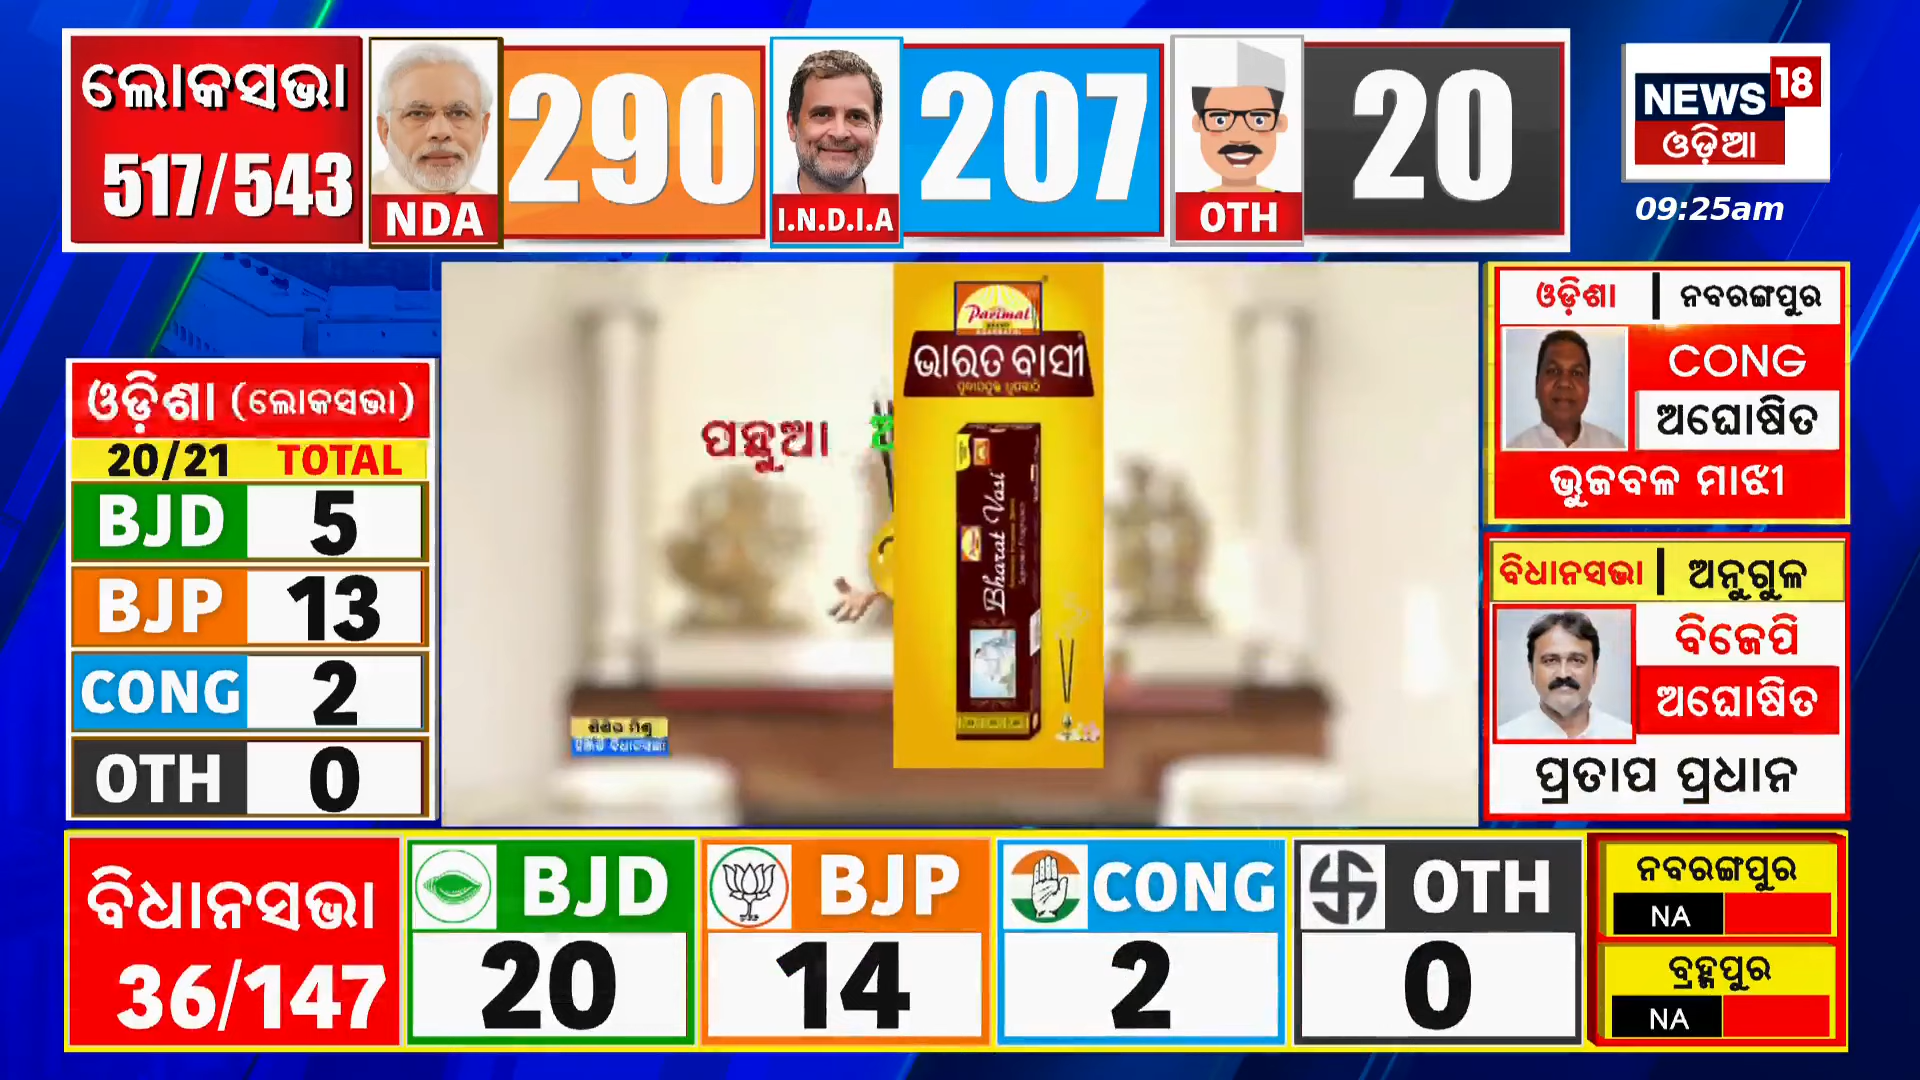 ଲୋକସଭା
517/543
NDA
290
I.N.D.I.A
207
OTH
20
NEWS 18
ଓଡ଼ିଆ
09:25am
ଓଡ଼ିଶା (ଲୋକସଭା)
20/21 TOTAL
BJD 5
BJP 13
CONG 2
OTH 0
ପଛୁଆ
Parimal
ଭାରତ ବାସୀ
Bharat Vasi
ଓଡ଼ିଶା | ନବରଙ୍ଗପୁର
CONG
ଅଘୋଷିତ
ଭୁଜବଳ ମାଝୀ
ବିଧାନସଭା | ଅନୁଗୁଳ
ବିଜେପି
ଅଘୋଷିତ
ପ୍ରତାପ ପ୍ରଧାନ
ବିଧାନସଭା
36/147
BJD
20
BJP
14
CONG
2
OTH
0
ନବରଙ୍ଗପୁର
NA
ବ୍ରହ୍ମପୁର
NA